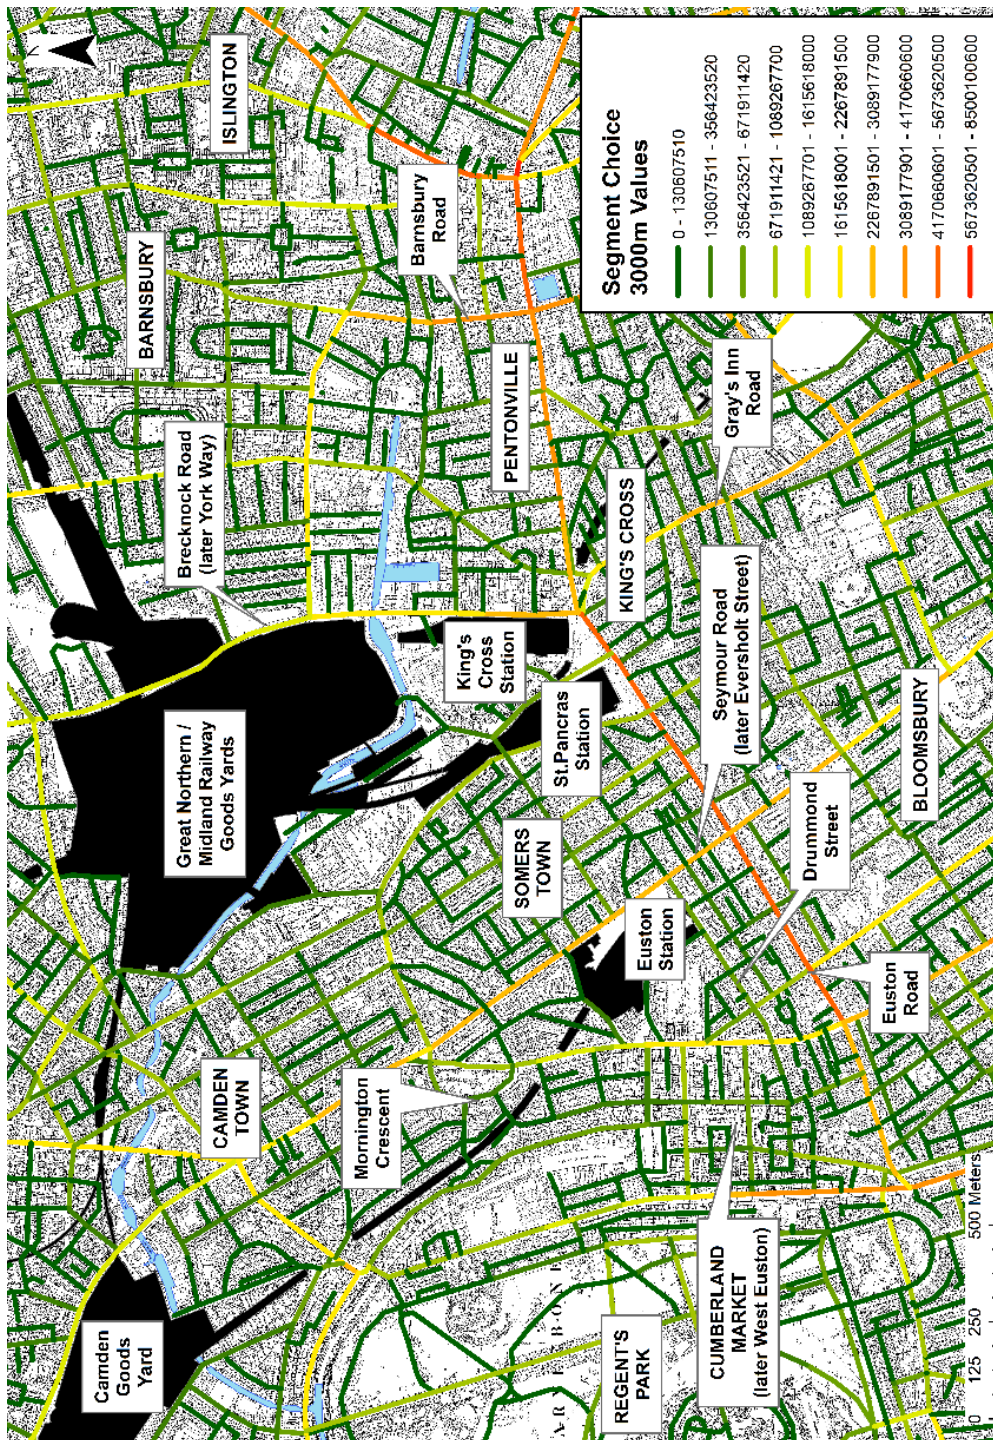 Camden
Goods
Yard
CAMDEN
TOWN
Great Northern /
Midland Railway
Goods Yards
Brecknock Road
(later York Way)
BARNSBURY
ISLINGTON
N
Mornington
Crescent
SOMERS
TOWN
King's
Cross
Station
St.Pancras
Station
PENTONVILLE
Barnsbury
Road
REGENT'S
PARK
Euston
Station
KING'S CROSS
CUMBERLAND
MARKET
(later West Euston)
Seymour Road
(later Eversholt Street)
Gray's Inn
Road
Drummond
Street
Euston
Road
BLOOMSBURY
Segment Choice
3000m Values
0 - 130607510
130607511 - 356423520
356423521 - 671911420
671911421 - 1089267700
1089267701 - 1615618000
1615618001 - 2267891500
2267891501 - 3089177900
3089177901 - 4170660600
4170660601 - 5673620500
5673620501 - 8500100600
0 125 250 500 Meters